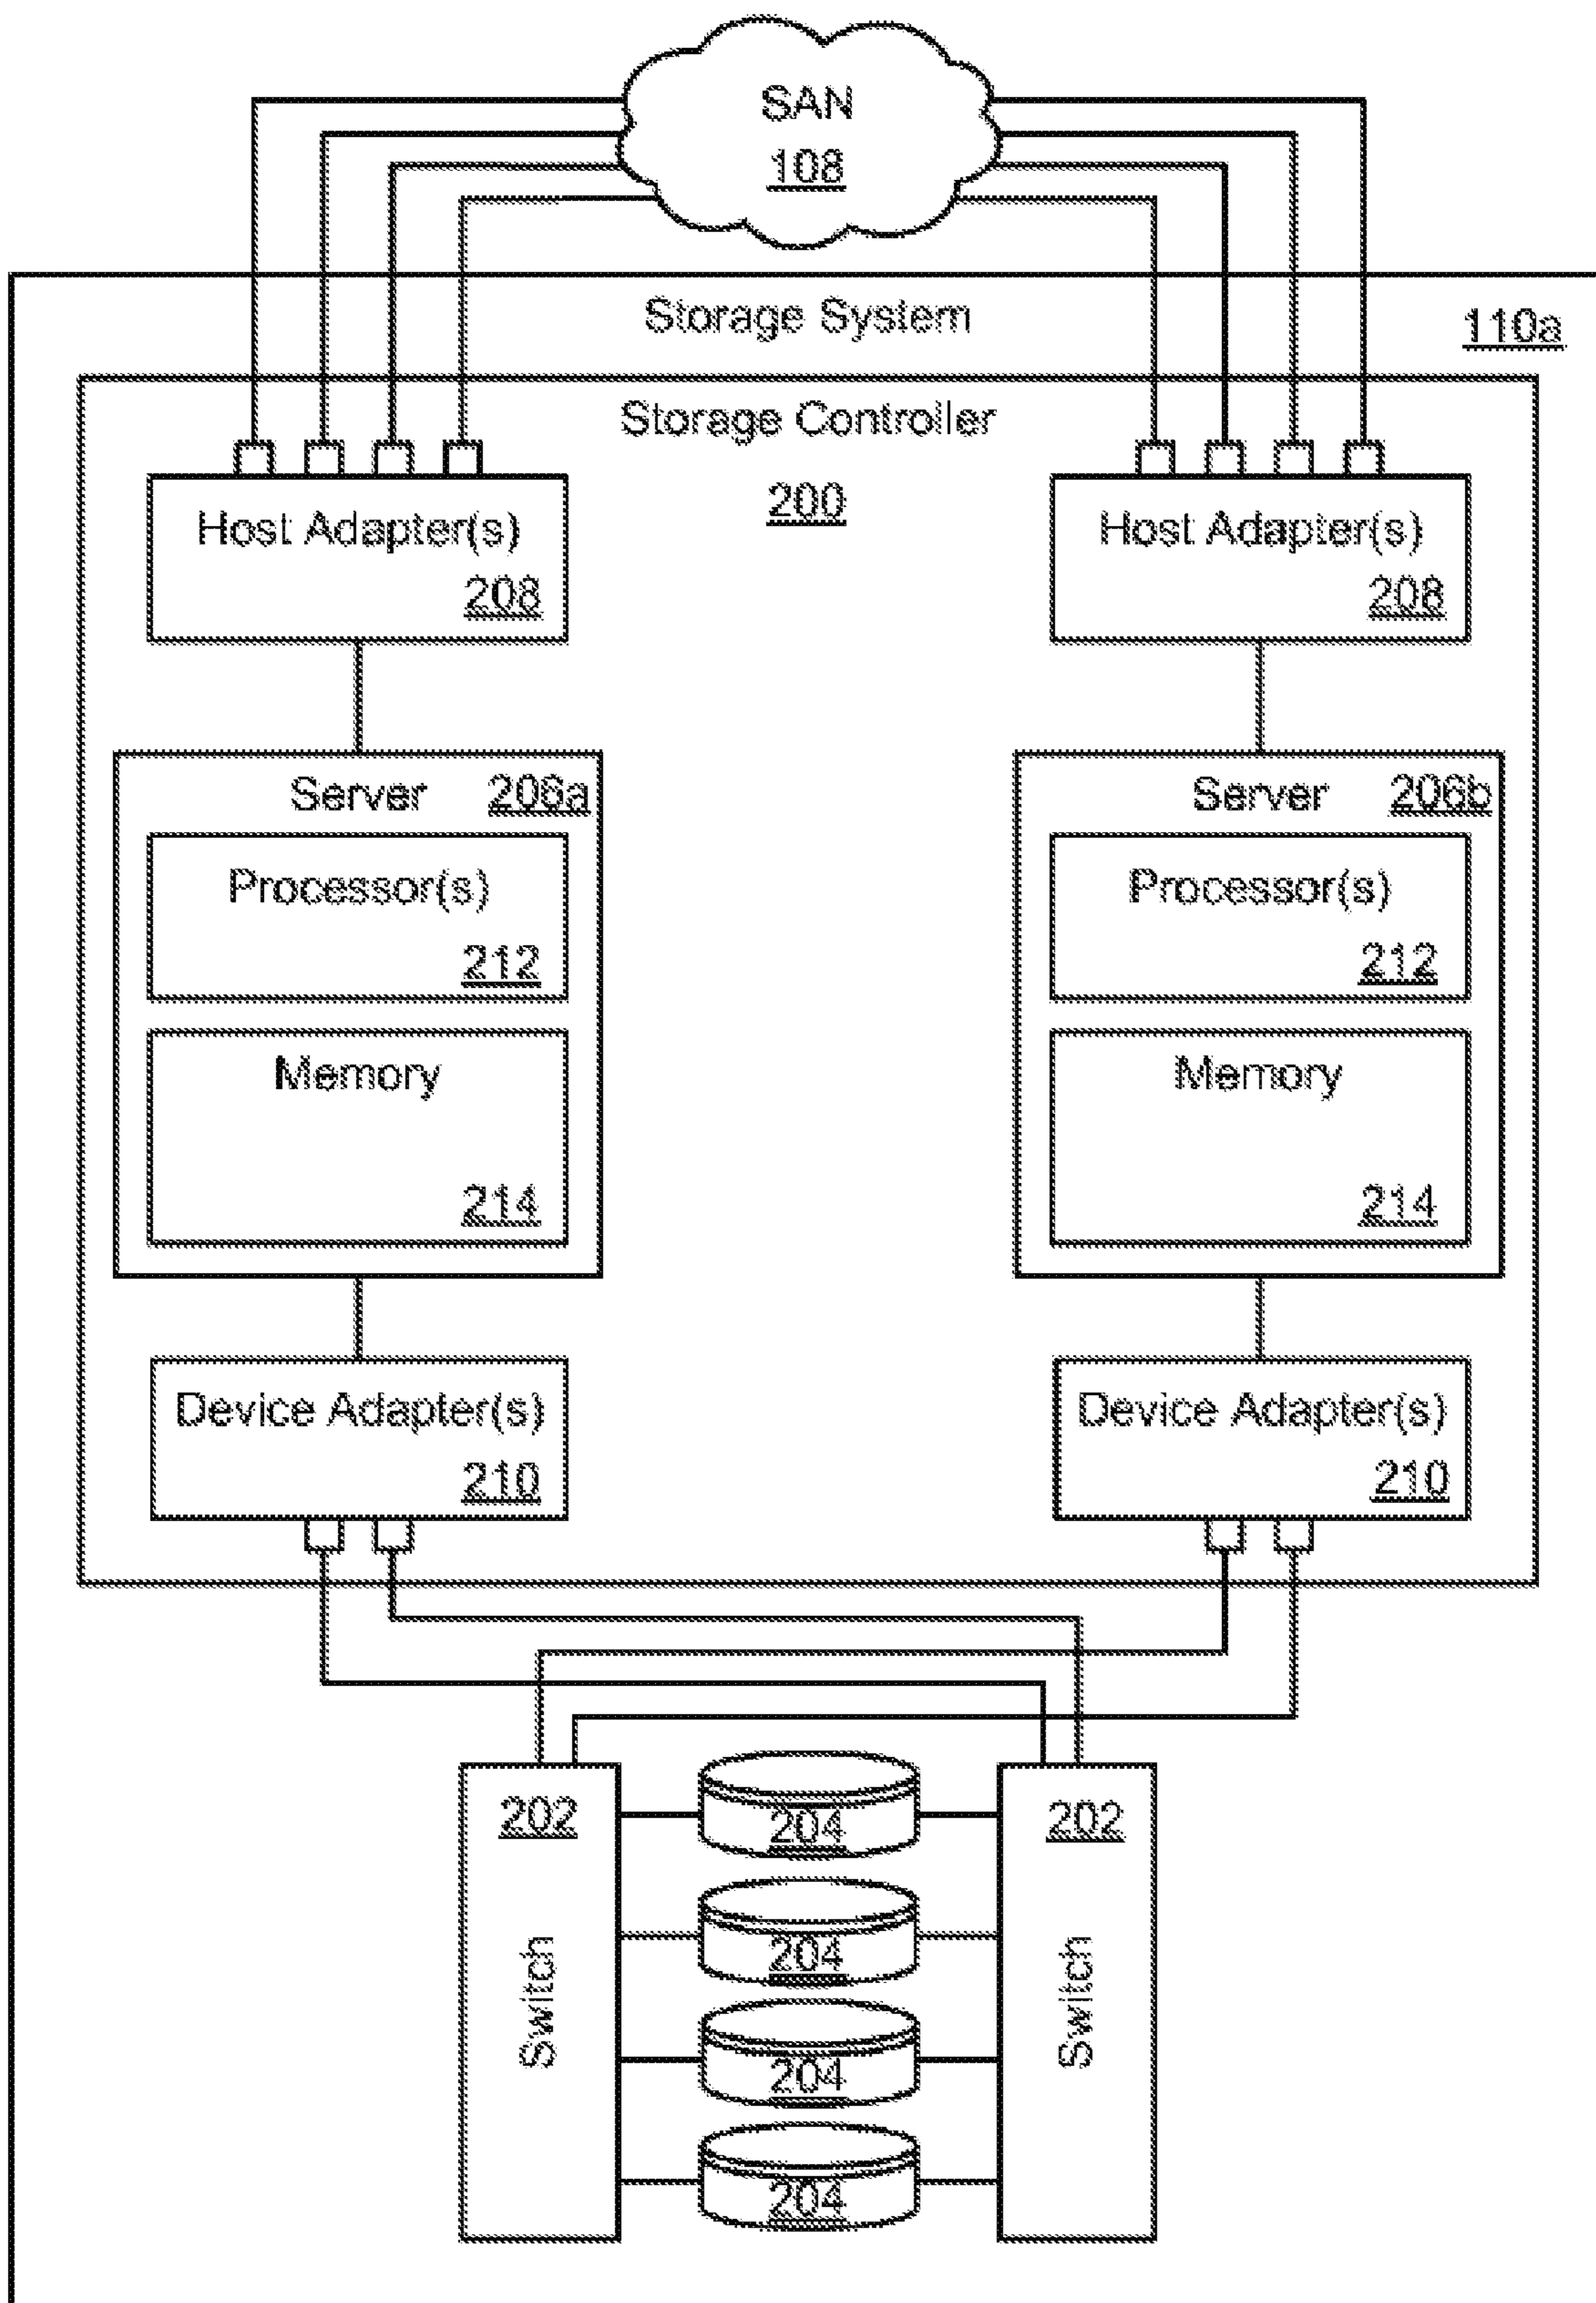 SAN
108
Storage System
110a
Storage Controller
200
Host Adapter(s)
208
Host Adapter(s)
208
Server 206a
Processor(s)
212
Memory
214
Server 206b
Processor(s)
212
Memory
214
Device Adapter(s)
210
Device Adapter(s)
210
202
Switch
204
204
204
204
202
Switch